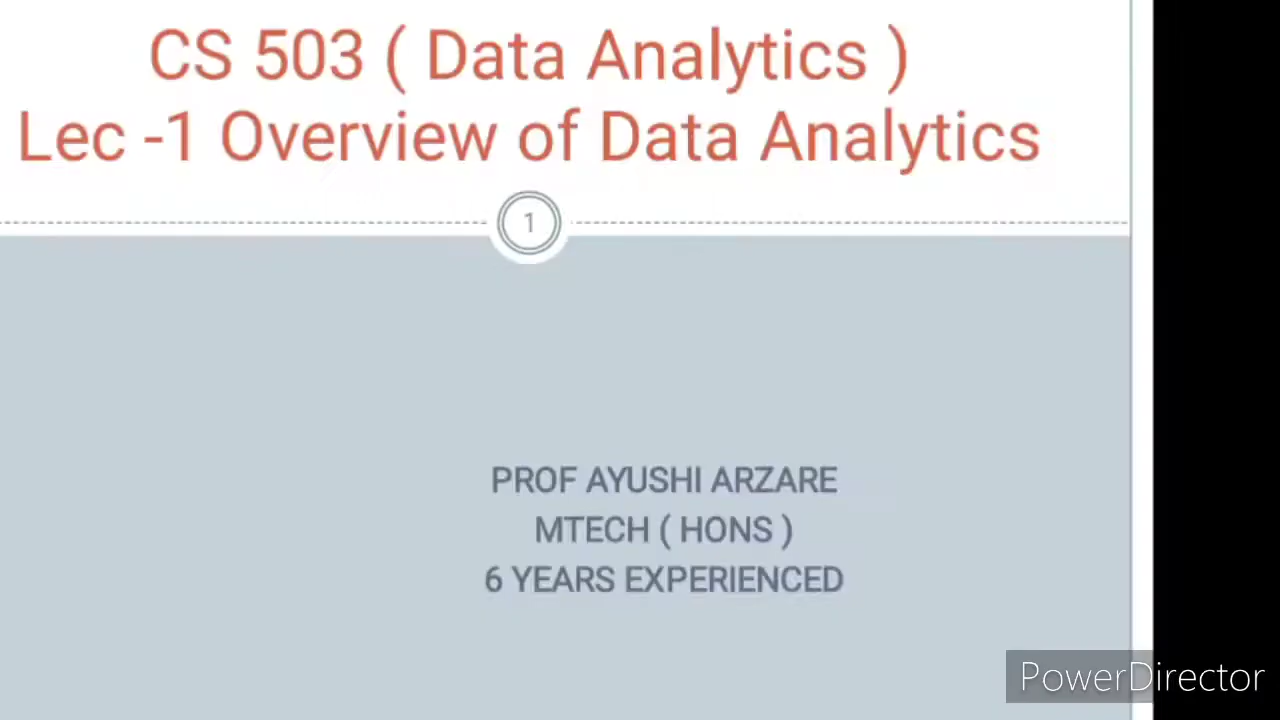 CS 503 ( Data Analytics )
Lec -1 Overview of Data Analytics
1
PROF AYUSHI ARZARE
MTECH ( HONS )
6 YEARS EXPERIENCED
PowerDirector